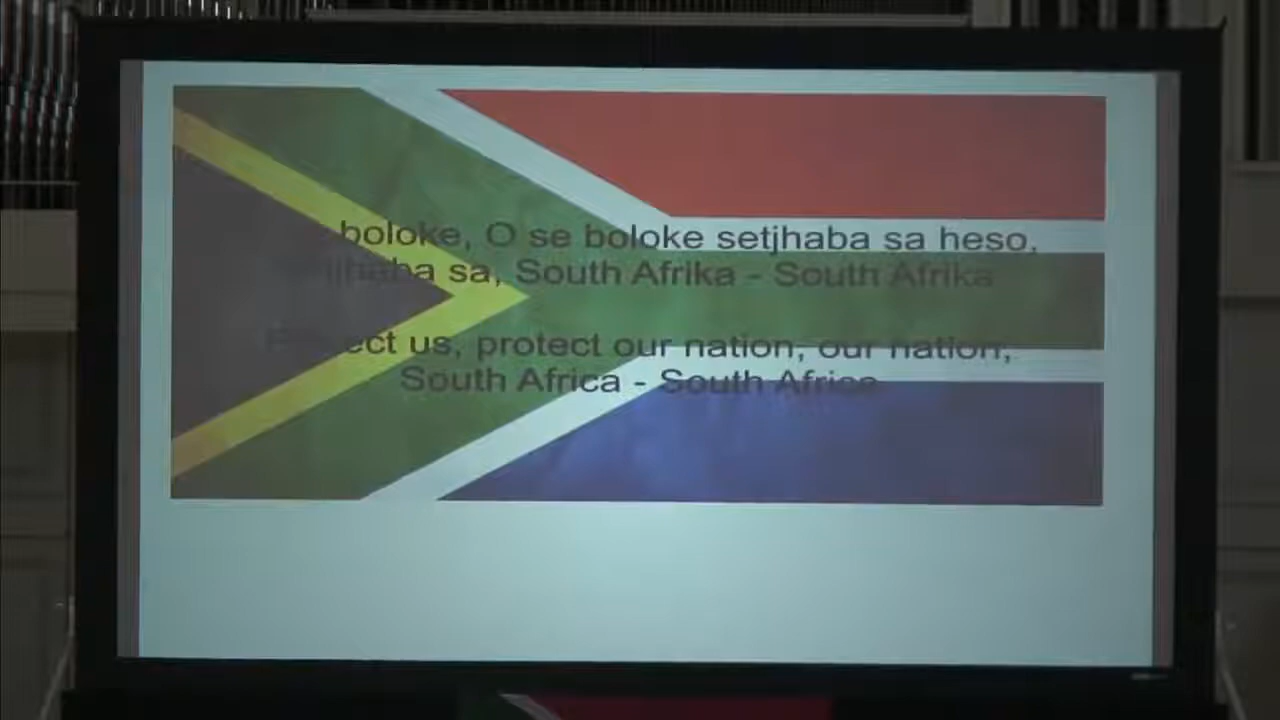 boloke, O se boloke setjhaba sa heso,
sa, South Afrika - South Afrika
us, protect our nation, our nation,
South Africa - South Africa